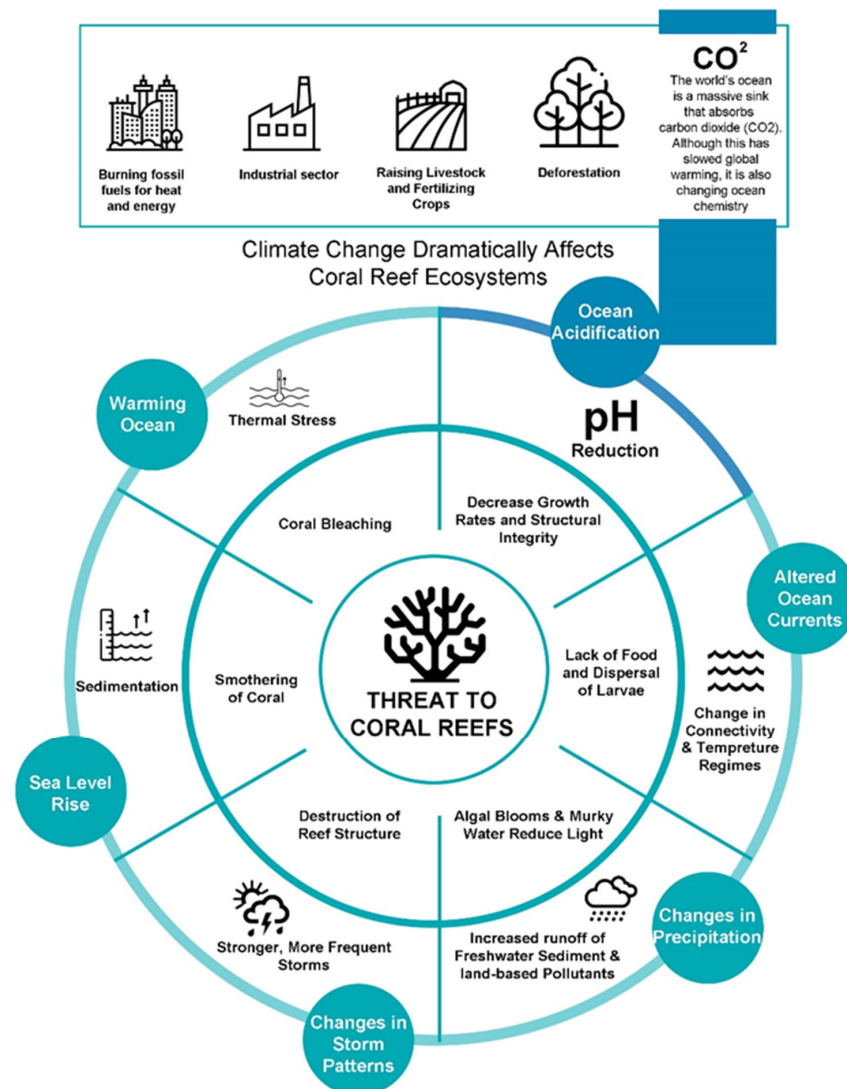 Burning fossil
fuels for heat
and energy
Industrial sector
Raising Livestock
and Fertilizing
Crops
Deforestation
CO²
The world's ocean
is a massive sink
that absorbs
carbon dioxide (CO2).
Although this has
slowed global
warming, it is also
changing ocean
chemistry
Climate Change Dramatically Affects
Coral Reef Ecosystems
Ocean
Acidification
Warming
Ocean
Thermal Stress
pH
Reduction
Coral Bleaching
Decrease Growth
Rates and Structural
Integrity
Altered
Ocean
Currents
Sedimentation
Smothering
of Coral
THREAT TO
CORAL REEFS
Lack of Food
and Dispersal
of Larvae
Change in
Connectivity
& Tempreture
Regimes
Sea Level
Rise
Destruction of
Reef Structure
Algal Blooms & Murky
Water Reduce Light
Stronger, More Frequent
Storms
Increased runoff of
Freshwater Sediment &
land-based Pollutants
Changes in
Precipitation
Changes in
Storm
Patterns